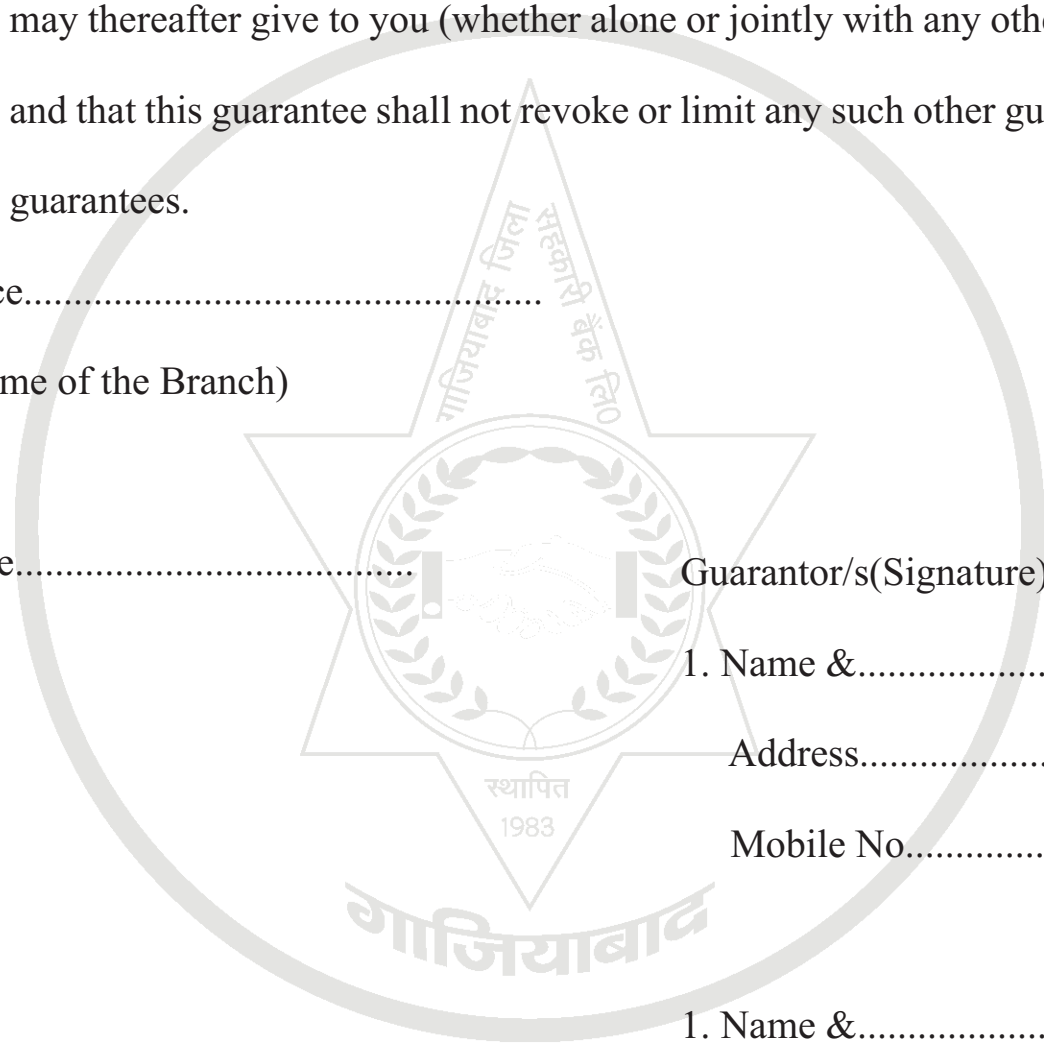 may thereafter give to you (whether alone or jointly with any othe
and that this guarantee shall not revoke or limit any such other gu
guarantees.
गाजियाबाद जिला
सहकारी बैंक लि०
ce....................................................
me of the Branch)
e........................................
Guarantor/s(Signature)
1. Name &...................
Address...................
स्थापित
1983
Mobile No..............
गाजियाबाद
1. Name &...................